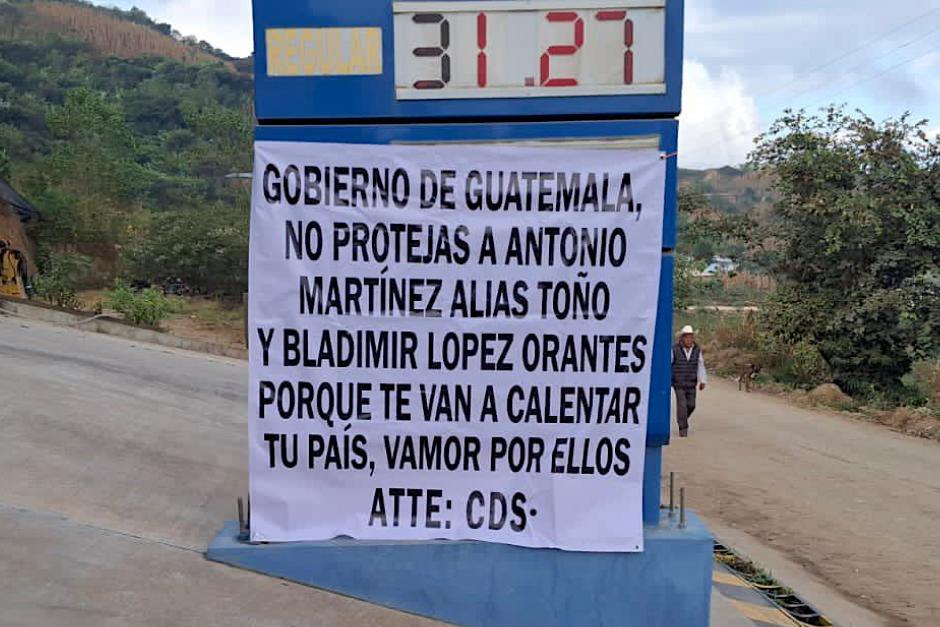 REGULAR
31.27
GOBIERNO DE GUATEMALA,
NO PROTEJAS A ANTONIO
MARTÍNEZ ALIAS TOÑO
Y BLADIMIR LOPEZ ORANTES
PORQUE TE VAN A CALENTAR
TU PAÍS, VAMOR POR ELLOS
ATTE: CDS·